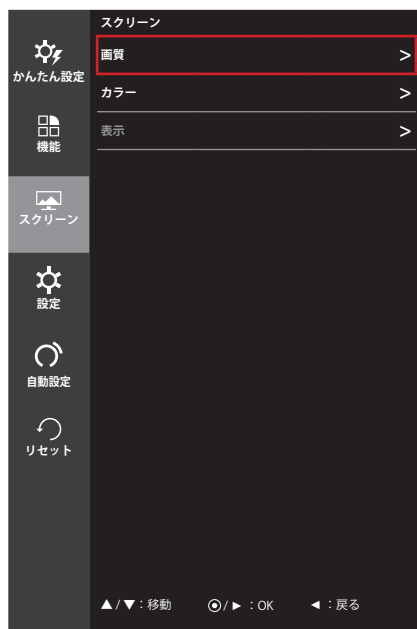 スクリーン
画質 >
カラー >
表示 >
かんたん設定
機能
スクリーン
設定
自動設定
リセット
▲/▼：移動 ◉/►：OK ◄：戻る